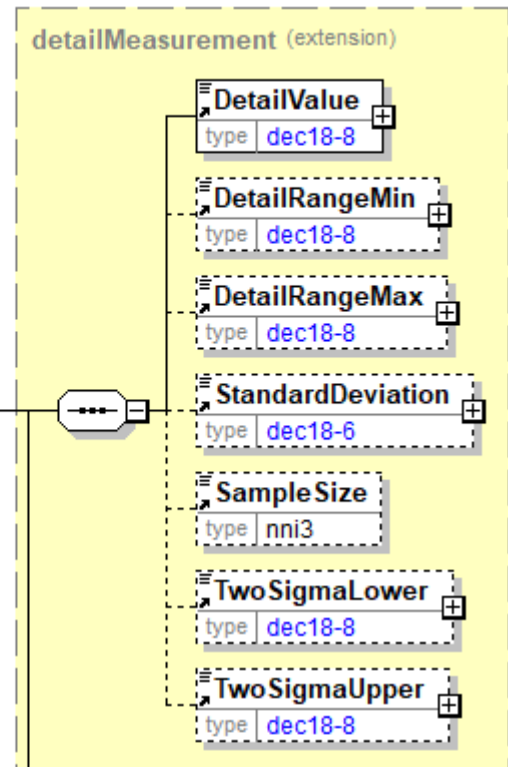 detailMeasurement (extension)
DetailValue
type dec18-8
DetailRangeMin
type dec18-8
DetailRangeMax
type dec18-8
StandardDeviation
type dec18-6
SampleSize
type nni3
TwoSigmaLower
type dec18-8
TwoSigmaUpper
type dec18-8